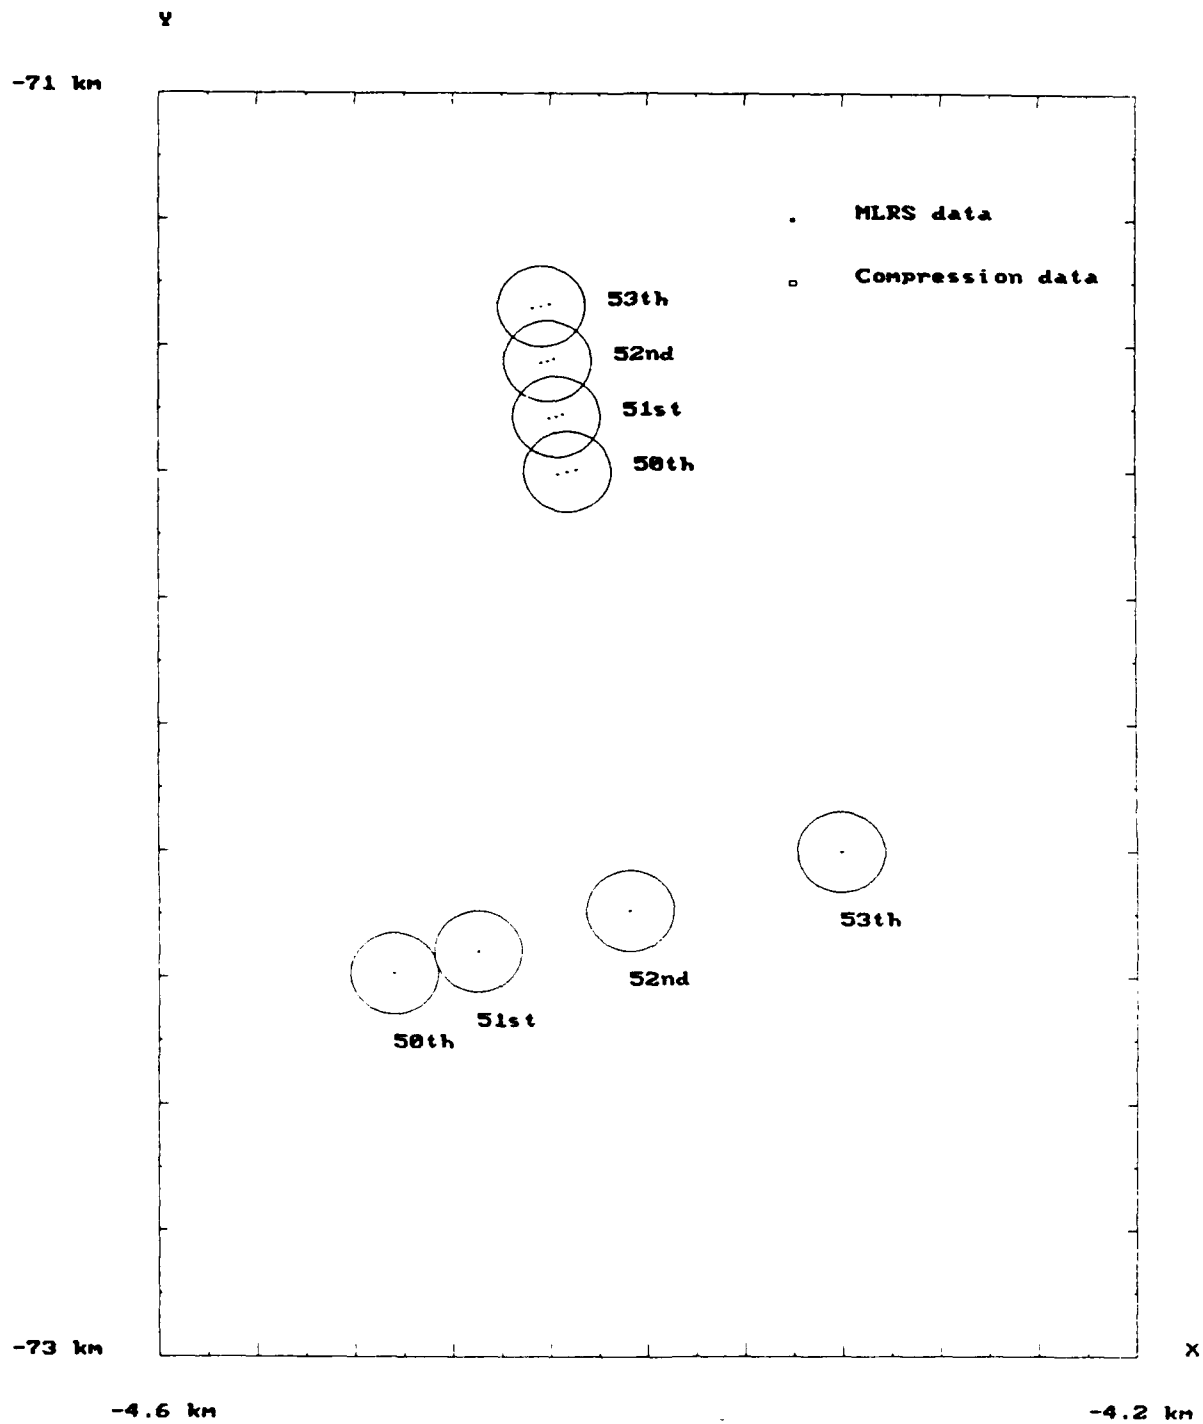 Y
-71 km
MLRS data
Compression data
53th
52nd
51st
50th
53th
52nd
51st
50th
-73 km
X
-4.6 km
-4.2 km